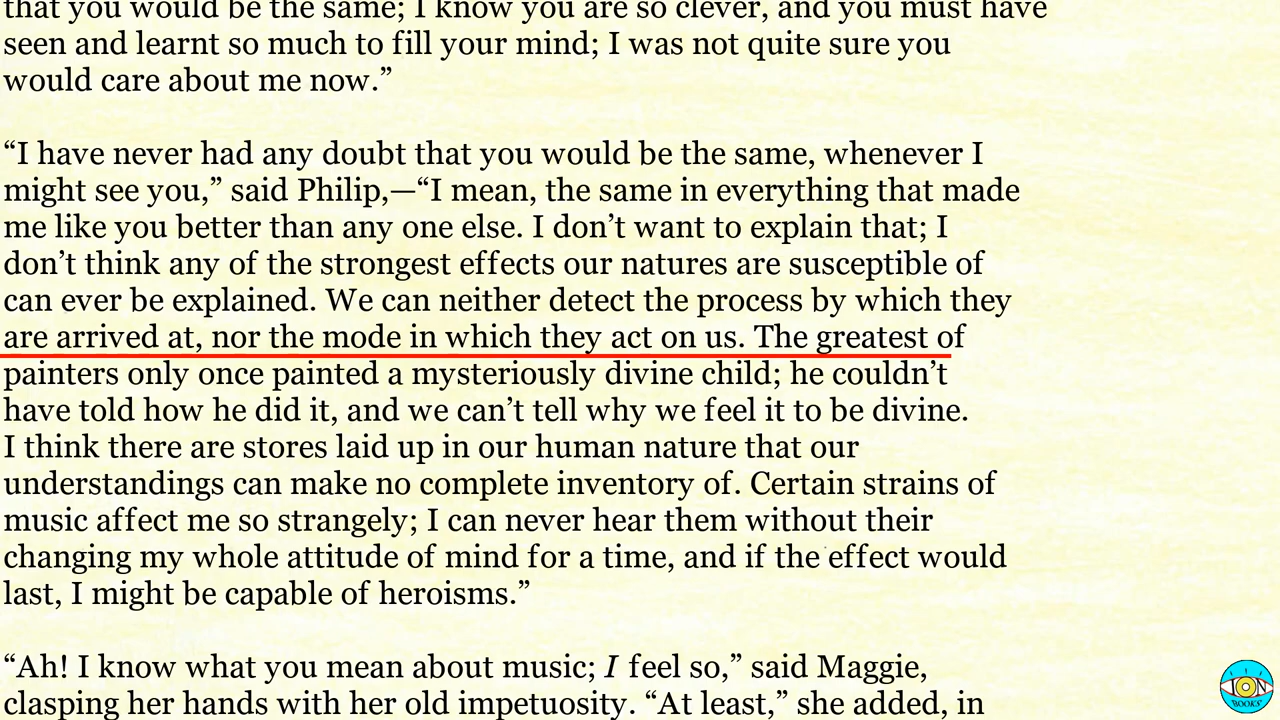 that you would be the same; I know you are so clever, and you must have
seen and learnt so much to fill your mind; I was not quite sure you
would care about me now.”
“I have never had any doubt that you would be the same, whenever I
might see you,” said Philip,—“I mean, the same in everything that made
me like you better than any one else. I don’t want to explain that; I
don’t think any of the strongest effects our natures are susceptible of
can ever be explained. We can neither detect the process by which they
are arrived at, nor the mode in which they act on us. The greatest of
painters only once painted a mysteriously divine child; he couldn’t
have told how he did it, and we can’t tell why we feel it to be divine.
I think there are stores laid up in our human nature that our
understandings can make no complete inventory of. Certain strains of
music affect me so strangely; I can never hear them without their
changing my whole attitude of mind for a time, and if the effect would
last, I might be capable of heroisms.”
“Ah! I know what you mean about music; I feel so,” said Maggie,
clasping her hands with her old impetuosity. “At least,” she added, in
ION
BOOKS